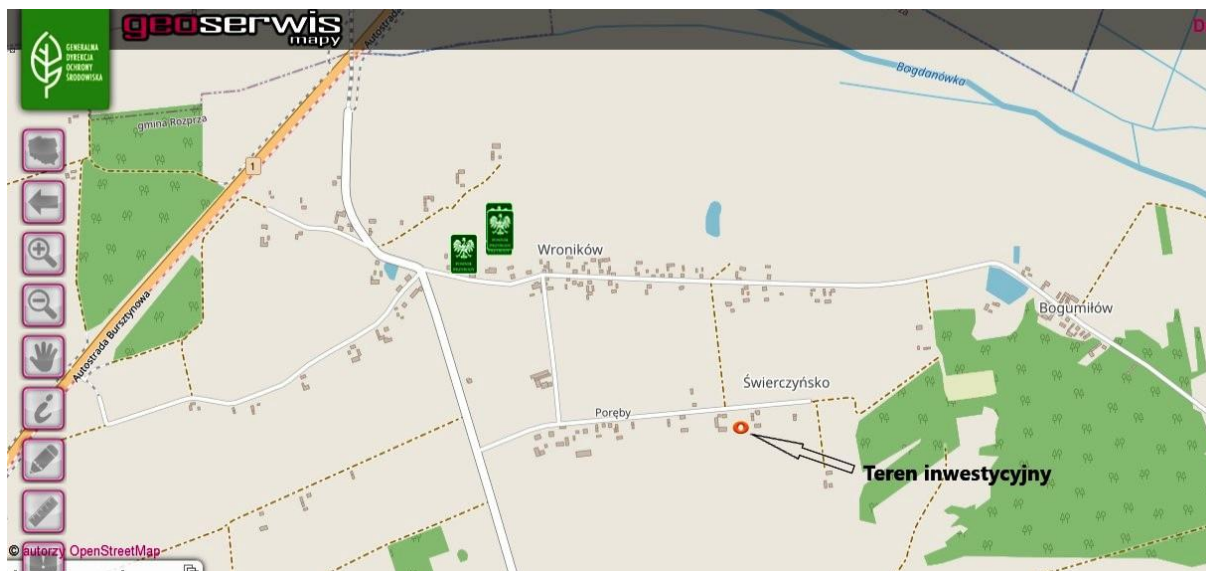 geoserwis
mapy
GENERALNA
DYREKCJA
OCHRONY
ŚRODOWISKA
Autostrada
Bogdanówka
gmina Rozprza
1
Wroników
Bogumiłów
Autostrada Bursztynowa
Świerczyńsko
Poręby
Teren inwestycyjny
© autorzy OpenStreetMap